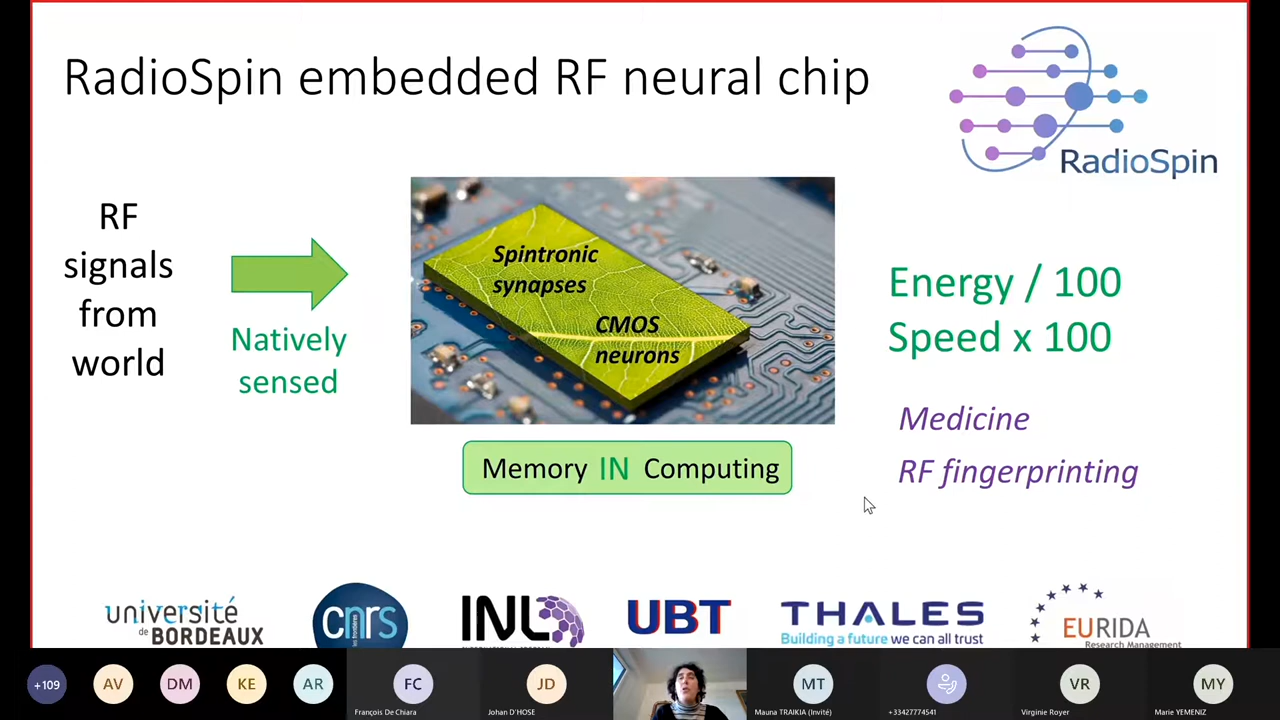 RadioSpin embedded RF neural chip
RadioSpin
RF
signals
from
world
Natively
sensed
Spintronic
synapses
CMOS
neurons
Memory IN Computing
Energy / 100
Speed x 100
Medicine
RF fingerprinting
université
de BORDEAUX
cnrs
INL
UBT
THALES
Building a future we can all trust
EURIDA
Research Management
+109
AV
DM
KE
AR
FC
François De Chiara
JD
Johan D'HOSE
MT
Mauna TRAIKIA (Invité)
+33427774541
VR
Virginie Royer
MY
Marie YEMENIZ